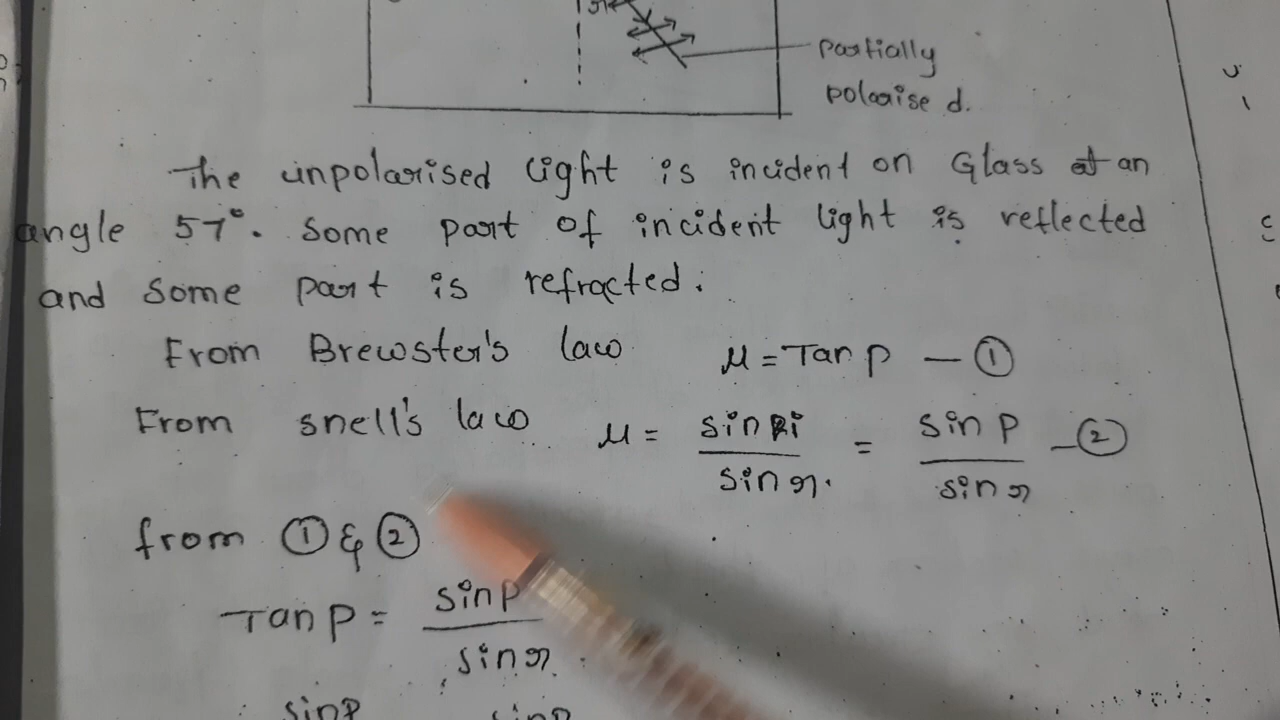 r
Partially
polarise d.
The unpolarised light is incident on Glass at an
angle 57°. Some part of incident light is reflected
and some part is refracted.
From Brewster's law μ = Tan p — ①
From snell's law μ = sin i / sin r = sin p / sin r — ②
from ① & ②
Tan p = sin p / sin r
sin p sin p